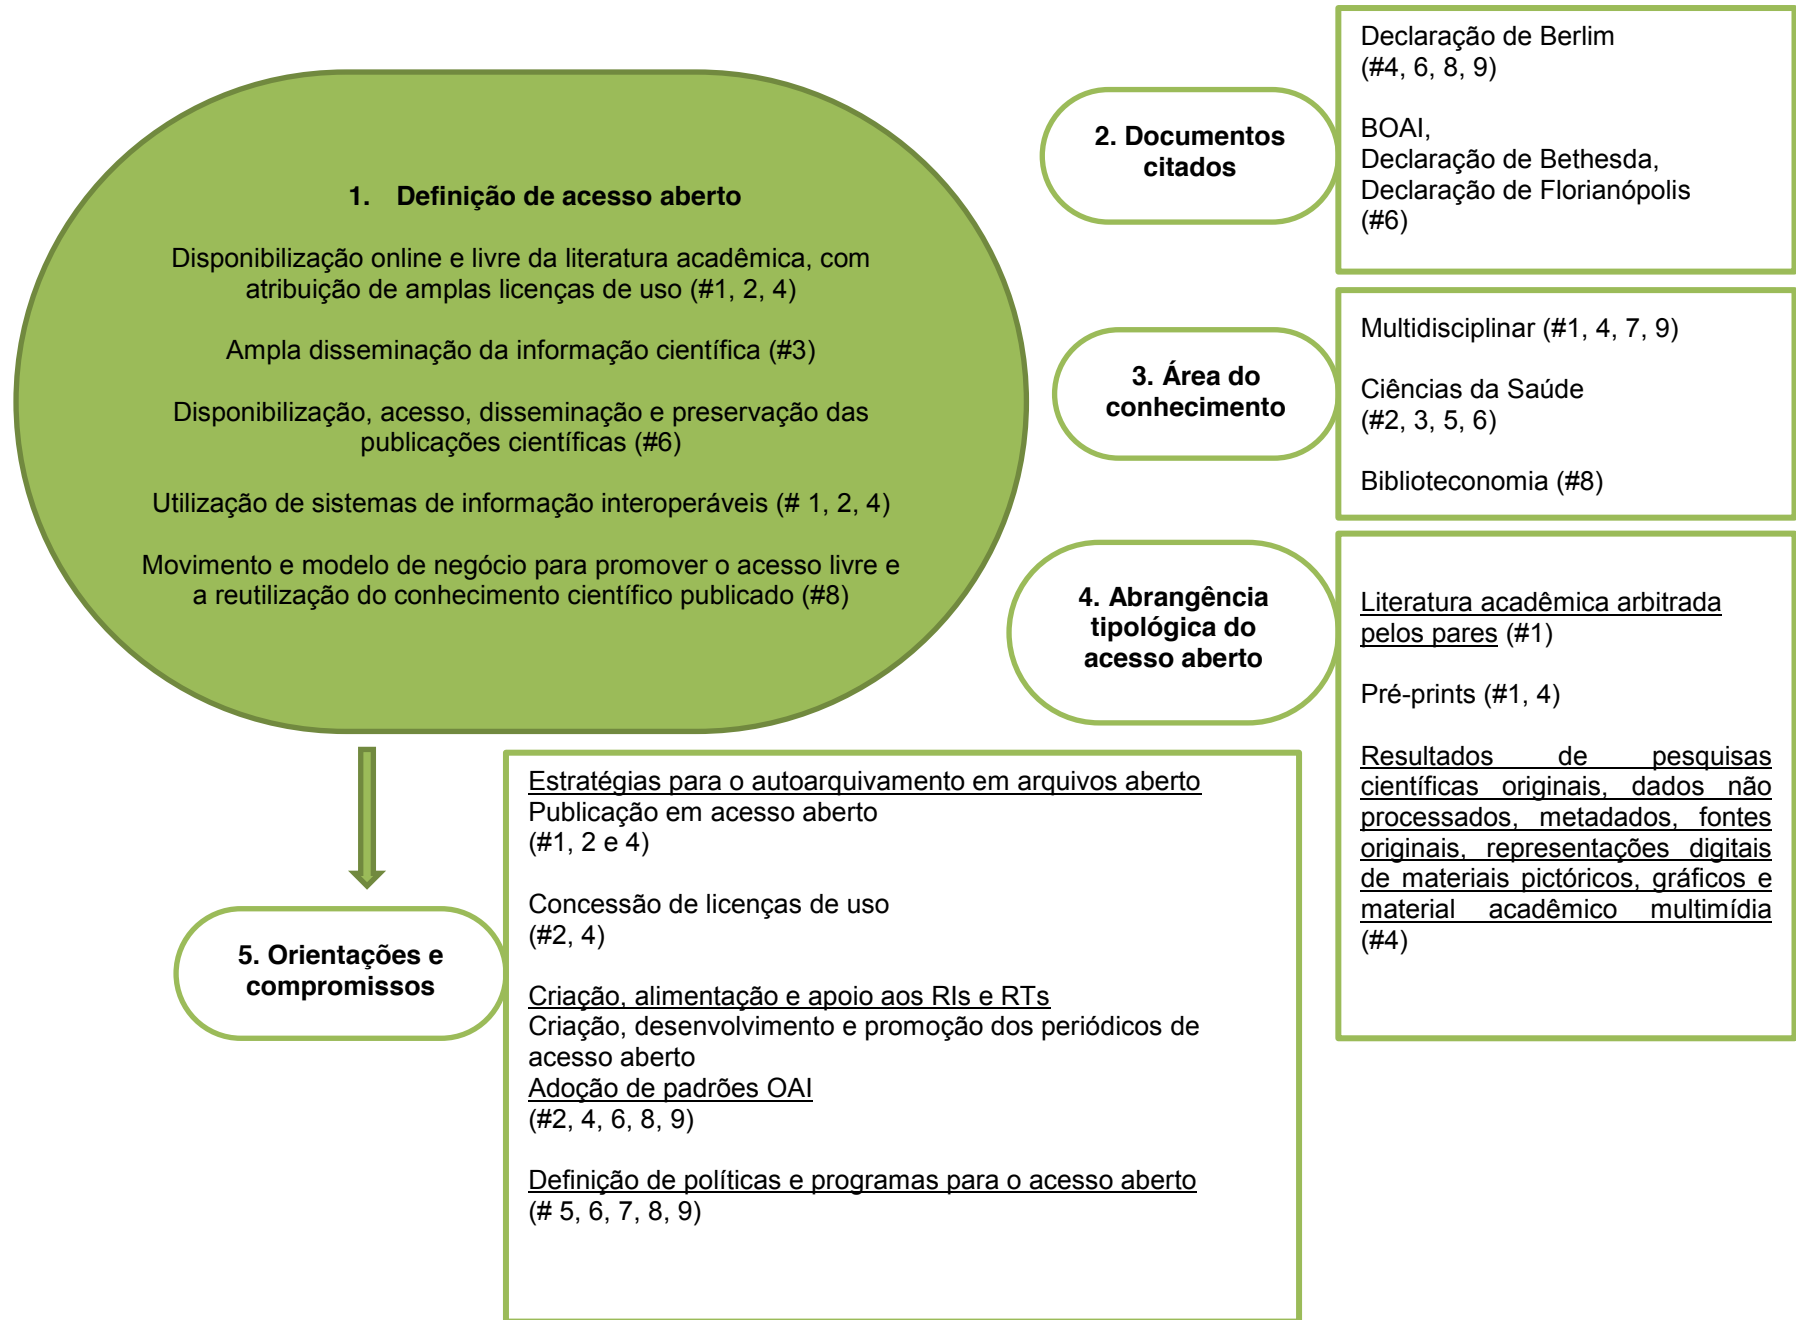 1. Definição de acesso aberto
Disponibilização online e livre da literatura acadêmica, com
atribuição de amplas licenças de uso (#1, 2, 4)
Ampla disseminação da informação científica (#3)
Disponibilização, acesso, disseminação e preservação das
publicações científicas (#6)
Utilização de sistemas de informação interoperáveis (# 1, 2, 4)
Movimento e modelo de negócio para promover o acesso livre e
a reutilização do conhecimento científico publicado (#8)
2. Documentos
citados
Declaração de Berlim
(#4, 6, 8, 9)
BOAI,
Declaração de Bethesda,
Declaração de Florianópolis
(#6)
3. Área do
conhecimento
Multidisciplinar (#1, 4, 7, 9)
Ciências da Saúde
(#2, 3, 5, 6)
Biblioteconomia (#8)
4. Abrangência
tipológica do
acesso aberto
Literatura acadêmica arbitrada
pelos pares (#1)
Pré-prints (#1, 4)
Resultados de pesquisas
científicas originais, dados não
processados, metadados, fontes
originais, representações digitais
de materiais pictóricos, gráficos e
material acadêmico multimídia
(#4)
5. Orientações e
compromissos
Estratégias para o autoarquivamento em arquivos aberto
Publicação em acesso aberto
(#1, 2 e 4)
Concessão de licenças de uso
(#2, 4)
Criação, alimentação e apoio aos RIs e RTs
Criação, desenvolvimento e promoção dos periódicos de
acesso aberto
Adoção de padrões OAI
(#2, 4, 6, 8, 9)
Definição de políticas e programas para o acesso aberto
(# 5, 6, 7, 8, 9)